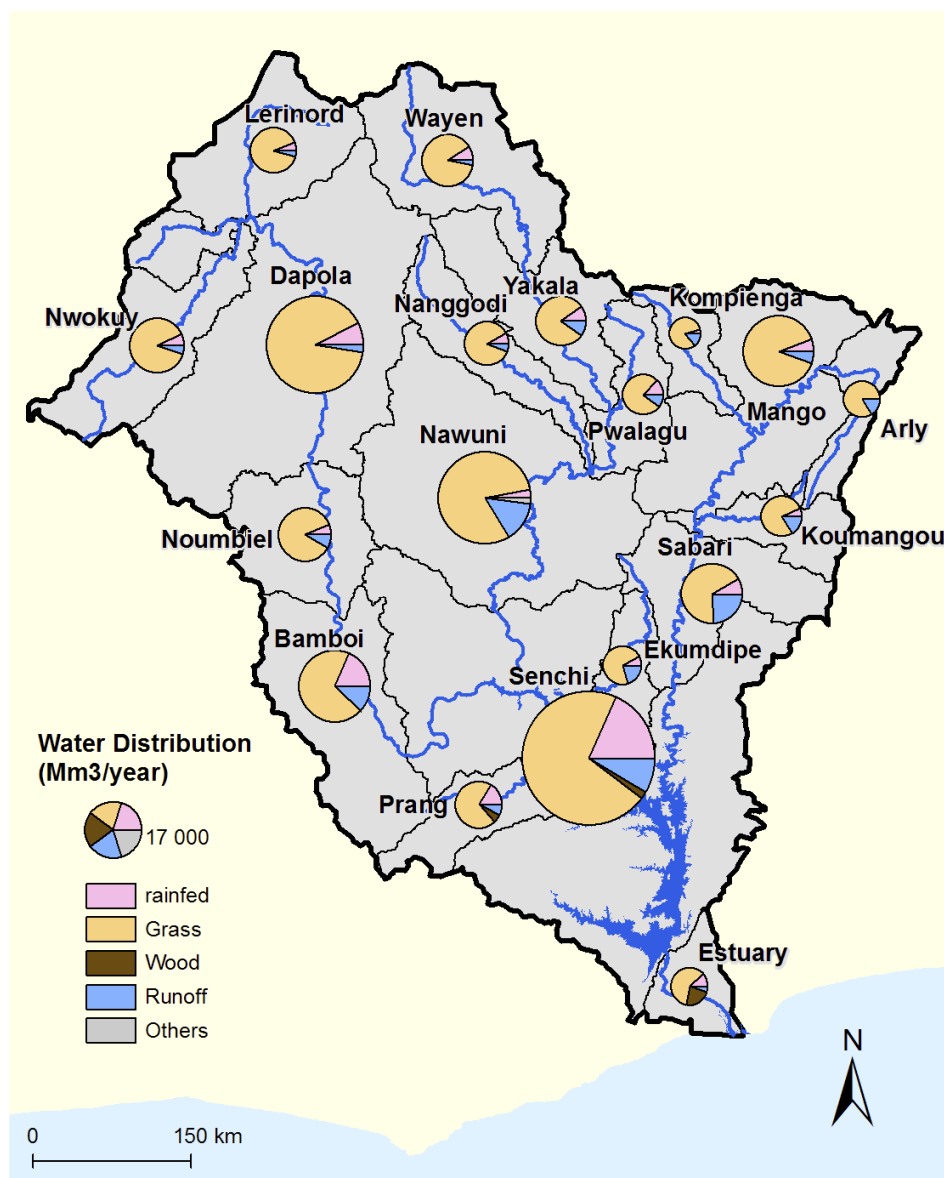 Lerinord
Wayen
Dapola
Yakala
Kompienga
Nanggodi
Nwokuy
Mango
Pwalagu
Arly
Nawuni
Noumbiel
Koumangou
Sabari
Bamboi
Ekumdipe
Senchi
Prang
Estuary
Water Distribution
(Mm3/year)
17 000
rainfed
Grass
Wood
Runoff
Others
N
0 150 km